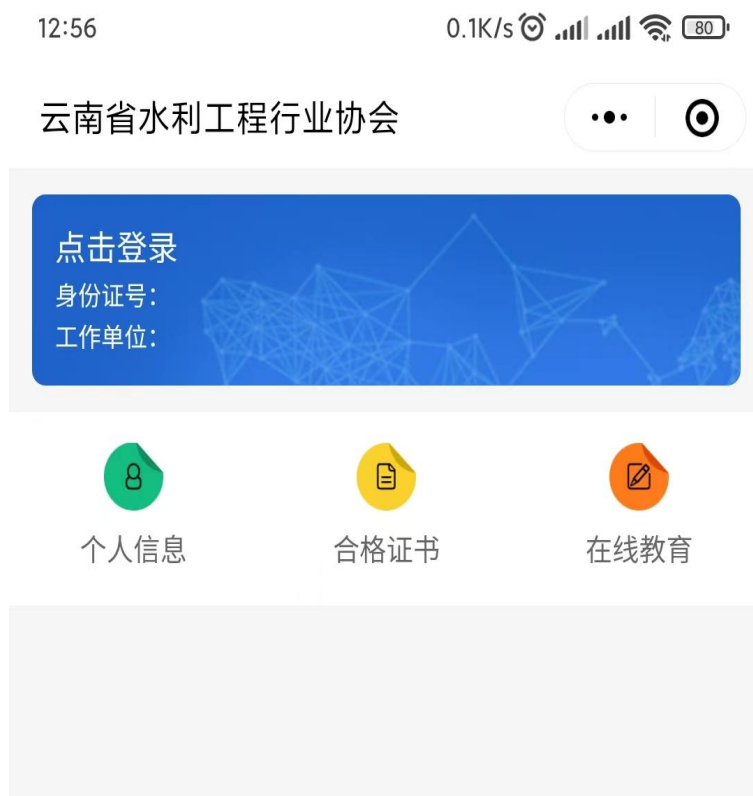 12:56 0.1K/s 80
云南省水利工程行业协会
点击登录
身份证号：
工作单位：
个人信息 合格证书 在线教育